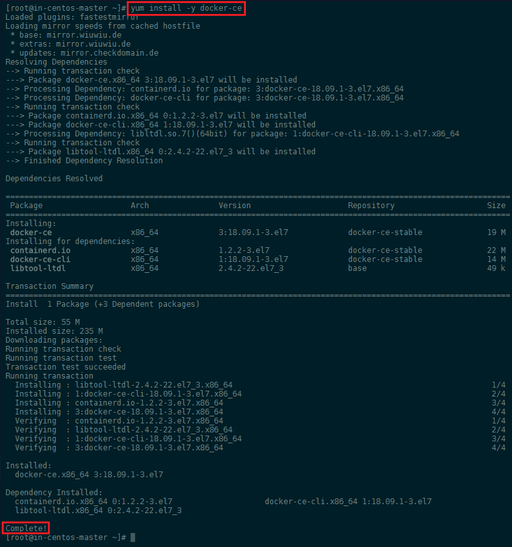 [root@in-centos-master ~]# yum install -y docker-ce
Loaded plugins: fastestmirror
Loading mirror speeds from cached hostfile
* base: mirror.wiuwiu.de
* extras: mirror.wiuwiu.de
* updates: mirror.checkdomain.de
Resolving Dependencies
--> Running transaction check
---> Package docker-ce.x86_64 3:18.09.1-3.el7 will be installed
--> Processing Dependency: containerd.io for package: 3:docker-ce-18.09.1-3.el7.x86_64
--> Processing Dependency: docker-ce-cli for package: 3:docker-ce-18.09.1-3.el7.x86_64
--> Running transaction check
---> Package containerd.io.x86_64 0:1.2.2-3.el7 will be installed
---> Package docker-ce-cli.x86_64 1:18.09.1-3.el7 will be installed
--> Processing Dependency: libltdl.so.7()(64bit) for package: 1:docker-ce-cli-18.09.1-3.el7.x86_64
--> Running transaction check
---> Package libtool-ltdl.x86_64 0:2.4.2-22.el7_3 will be installed
--> Finished Dependency Resolution
Dependencies Resolved
Package Arch Version Repository Size
Installing:
docker-ce x86_64 3:18.09.1-3.el7 docker-ce-stable 19 M
Installing for dependencies:
containerd.io x86_64 1.2.2-3.el7 docker-ce-stable 22 M
docker-ce-cli x86_64 1:18.09.1-3.el7 docker-ce-stable 14 M
libtool-ltdl x86_64 2.4.2-22.el7_3 base 49 k
Transaction Summary
Install 1 Package (+3 Dependent packages)
Total size: 55 M
Installed size: 235 M
Downloading packages:
Running transaction check
Running transaction test
Transaction test succeeded
Running transaction
Installing : libtool-ltdl-2.4.2-22.el7_3.x86_64 1/4
Installing : 1:docker-ce-cli-18.09.1-3.el7.x86_64 2/4
Installing : containerd.io-1.2.2-3.el7.x86_64 3/4
Installing : 3:docker-ce-18.09.1-3.el7.x86_64 4/4
Verifying : containerd.io-1.2.2-3.el7.x86_64 1/4
Verifying : libtool-ltdl-2.4.2-22.el7_3.x86_64 2/4
Verifying : 1:docker-ce-cli-18.09.1-3.el7.x86_64 3/4
Verifying : 3:docker-ce-18.09.1-3.el7.x86_64 4/4
Installed:
docker-ce.x86_64 3:18.09.1-3.el7
Dependency Installed:
containerd.io.x86_64 0:1.2.2-3.el7 docker-ce-cli.x86_64 1:18.09.1-3.el7
libtool-ltdl.x86_64 0:2.4.2-22.el7_3
Complete!
[root@in-centos-master ~]#